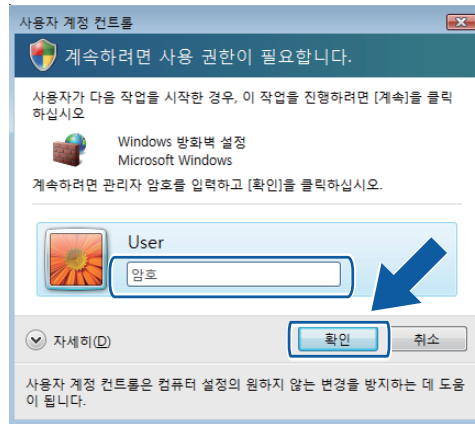 사용자 계정 컨트롤
계속하려면 사용 권한이 필요합니다.
사용자가 다음 작업을 시작한 경우, 이 작업을 진행하려면 [계속]을 클릭
하십시오
Windows 방화벽 설정
Microsoft Windows
계속하려면 관리자 암호를 입력하고 [확인]을 클릭하십시오.
User
암호
자세히(D)
확인
취소
사용자 계정 컨트롤은 컴퓨터 설정의 원하지 않는 변경을 방지하는 데 도움
이 됩니다.